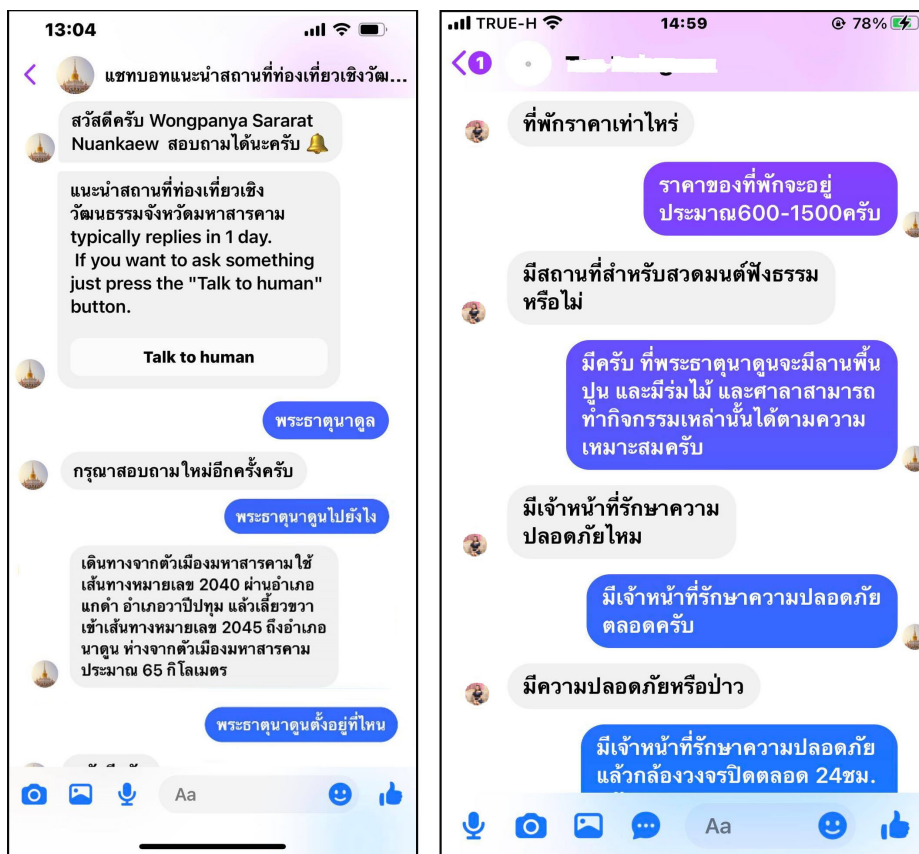 13:04
แชทบอทแนะนำสถานที่ท่องเที่ยวเชิงวัฒ...
สวัสดีครับ Wongpanya Sararat
Nuankaew สอบถามได้นะครับ 🔔
แนะนำสถานที่ท่องเที่ยวเชิง
วัฒนธรรมจังหวัดมหาสารคาม
typically replies in 1 day.
If you want to ask something
just press the "Talk to human"
button.
Talk to human
พระธาตุนาดูล
กรุณาสอบถามใหม่อีกครั้งครับ
พระธาตุนาดูนไปยังไง
เดินทางจากตัวเมืองมหาสารคามใช้
เส้นทางหมายเลข 2040 ผ่านอำเภอ
แกดำ อำเภอวาปีปทุม แล้วเลี้ยวขวา
เข้าเส้นทางหมายเลข 2045 ถึงอำเภอ
นาดูน ห่างจากตัวเมืองมหาสารคาม
ประมาณ 65 กิโลเมตร
พระธาตุนาดูนตั้งอยู่ที่ไหน
Aa
TRUE-H
14:59
78%
1
ที่พักราคาเท่าไหร่
ราคาของที่พักจะอยู่
ประมาณ600-1500ครับ
มีสถานที่สำหรับสวดมนต์ฟังธรรม
หรือไม่
มีครับ ที่พระธาตุนาดูนจะมีลานพื้น
ปูน และมีร่มไม้ และศาลาสามารถ
ทำกิจกรรมเหล่านั้นได้ตามความ
เหมาะสมครับ
มีเจ้าหน้าที่รักษาความ
ปลอดภัยไหม
มีเจ้าหน้าที่รักษาความปลอดภัย
ตลอดครับ
มีความปลอดภัยหรือป่าว
มีเจ้าหน้าที่รักษาความปลอดภัย
แล้วกล้องวงจรปิดตลอด 24ชม.
Aa